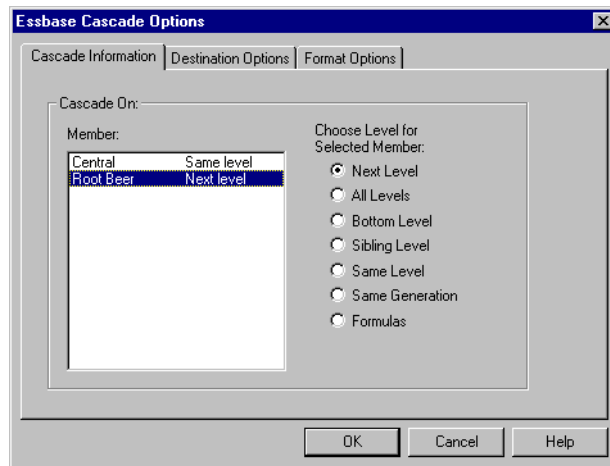 Essbase Cascade Options
Cascade Information Destination Options Format Options
Cascade On:
Member:
Central Same level
Root Beer Next level
Choose Level for
Selected Member:
Next Level
All Levels
Bottom Level
Sibling Level
Same Level
Same Generation
Formulas
OK Cancel Help